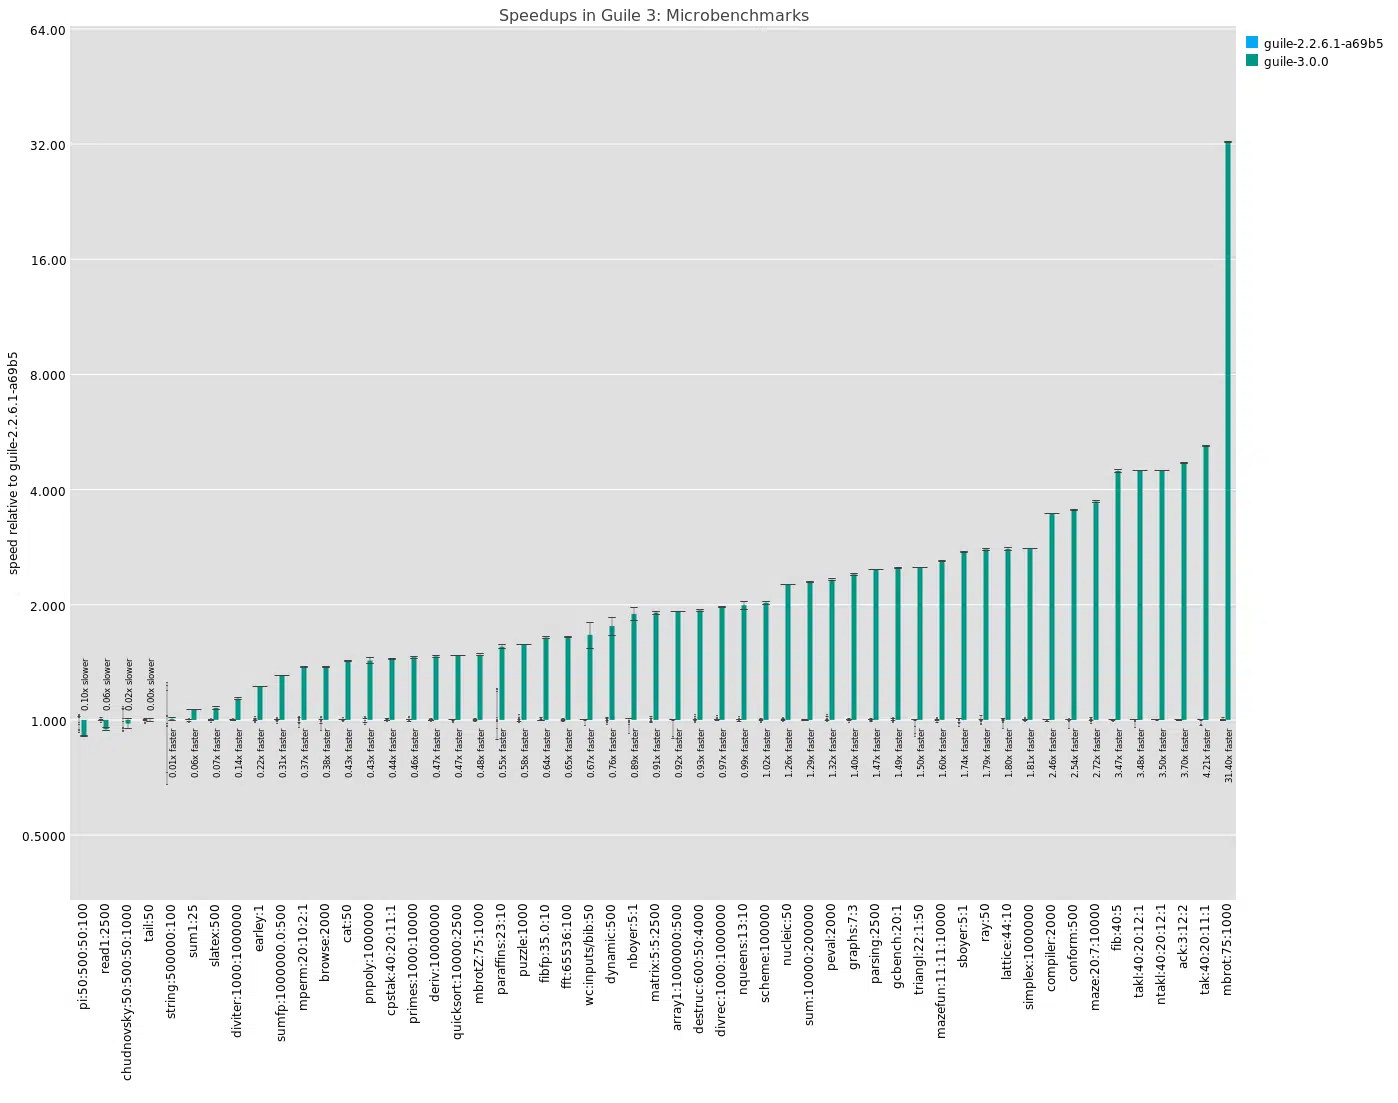 Speedups in Guile 3: Microbenchmarks
guile-2.2.6.1-a69b5
guile-3.0.0
speed relative to guile-2.2.6.1-a69b5
64.00
32.00
16.00
8.000
4.000
2.000
1.000
0.5000
0.10x slower
0.06x slower
0.02x slower
0.00x slower
0.01x faster
0.06x faster
0.07x faster
0.14x faster
0.22x faster
0.31x faster
0.37x faster
0.38x faster
0.43x faster
0.43x faster
0.44x faster
0.46x faster
0.47x faster
0.47x faster
0.48x faster
0.55x faster
0.58x faster
0.64x faster
0.65x faster
0.67x faster
0.76x faster
0.89x faster
0.91x faster
0.92x faster
0.93x faster
0.97x faster
0.99x faster
1.02x faster
1.26x faster
1.29x faster
1.32x faster
1.40x faster
1.47x faster
1.49x faster
1.50x faster
1.60x faster
1.74x faster
1.79x faster
1.80x faster
1.81x faster
2.46x faster
2.54x faster
2.72x faster
3.47x faster
3.48x faster
3.50x faster
3.70x faster
4.21x faster
31.40x faster
pi:50:500:50:100
read1:2500
chudnovsky:50:500:50:1000
tail:50
string:500000:100
sum1:25
slatex:500
diviter:1000:1000000
earley:1
sumfp:1000000.0:500
mperm:20:10:2:1
browse:2000
cat:50
pnpoly:1000000
cpstak:40:20:11:1
primes:1000:10000
deriv:10000000
quicksort:10000:2500
mbrotZ:75:1000
paraffins:23:10
puzzle:1000
fibfp:35.0:10
fft:65536:100
wc:inputs/bib:50
dynamic:500
nboyer:5:1
matrix:5:5:2500
array1:1000000:500
destruc:600:50:4000
divrec:1000:1000000
nqueens:13:10
scheme:100000
nucleic:50
sum:10000:200000
peval:2000
graphs:7:3
parsing:2500
gcbench:20:1
triangl:22:1:50
mazefun:11:11:10000
sboyer:5:1
ray:50
lattice:44:10
simplex:1000000
compiler:2000
conform:500
maze:20:7:10000
fib:40:5
takl:40:20:12:1
ntakl:40:20:12:1
ack:3:12:2
tak:40:20:11:1
mbrot:75:1000